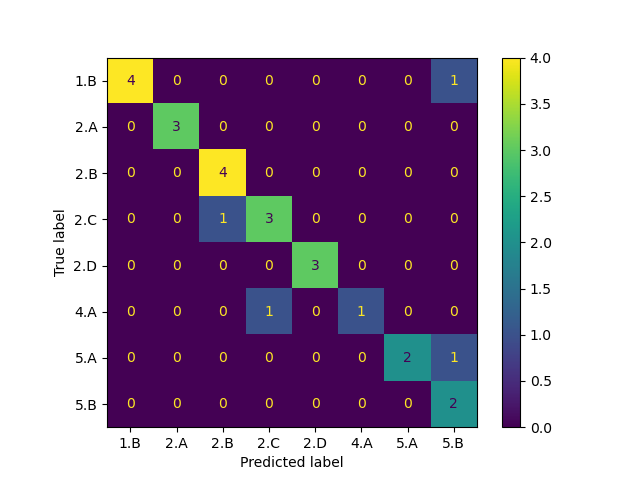 1.B 4 0 0 0 0 0 0 1
2.A 0 3 0 0 0 0 0 0
2.B 0 0 4 0 0 0 0 0
2.C 0 0 1 3 0 0 0 0
2.D 0 0 0 0 3 0 0 0
4.A 0 0 0 1 0 1 0 0
5.A 0 0 0 0 0 0 2 1
5.B 0 0 0 0 0 0 0 2
1.B 2.A 2.B 2.C 2.D 4.A 5.A 5.B
Predicted label
True label
4.0
3.5
3.0
2.5
2.0
1.5
1.0
0.5
0.0